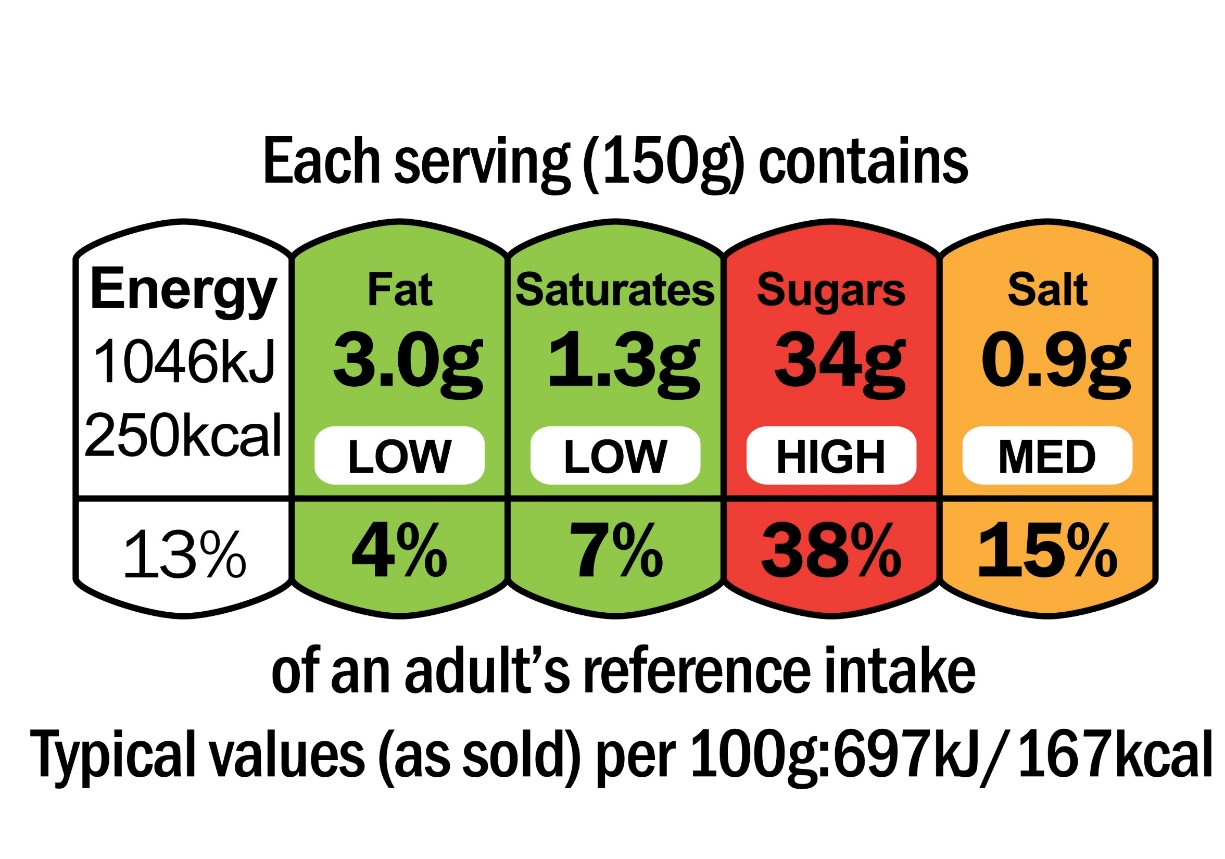 Each serving (150g) contains
Energy
1046kJ
250kcal
13%
Fat
3.0g
LOW
4%
Saturates
1.3g
LOW
7%
Sugars
34g
HIGH
38%
Salt
0.9g
MED
15%
of an adult’s reference intake
Typical values (as sold) per 100g:697kJ/167kcal